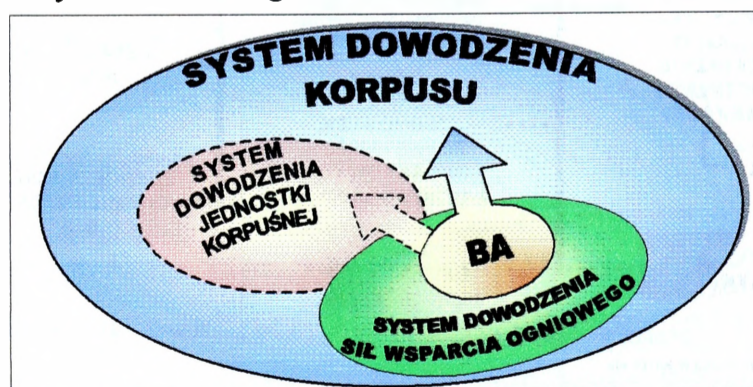 SYSTEM DOWODZENIA
KORPUSU
SYSTEM
DOWODZENIA
JEDNOSTKI
KORPUŚNEJ
BA
SYSTEM DOWODZENIA
SIŁ WSPARCIA OGNIOWEGO